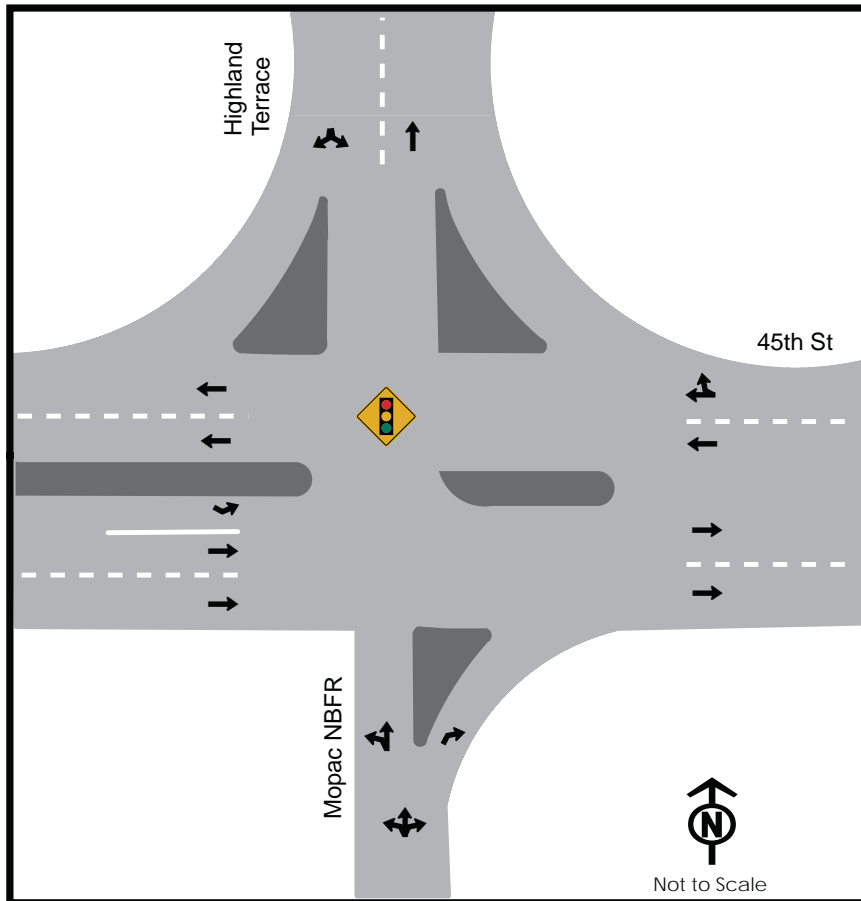 Highland
Terrace
45th St
Mopac NBFR
N
Not to Scale